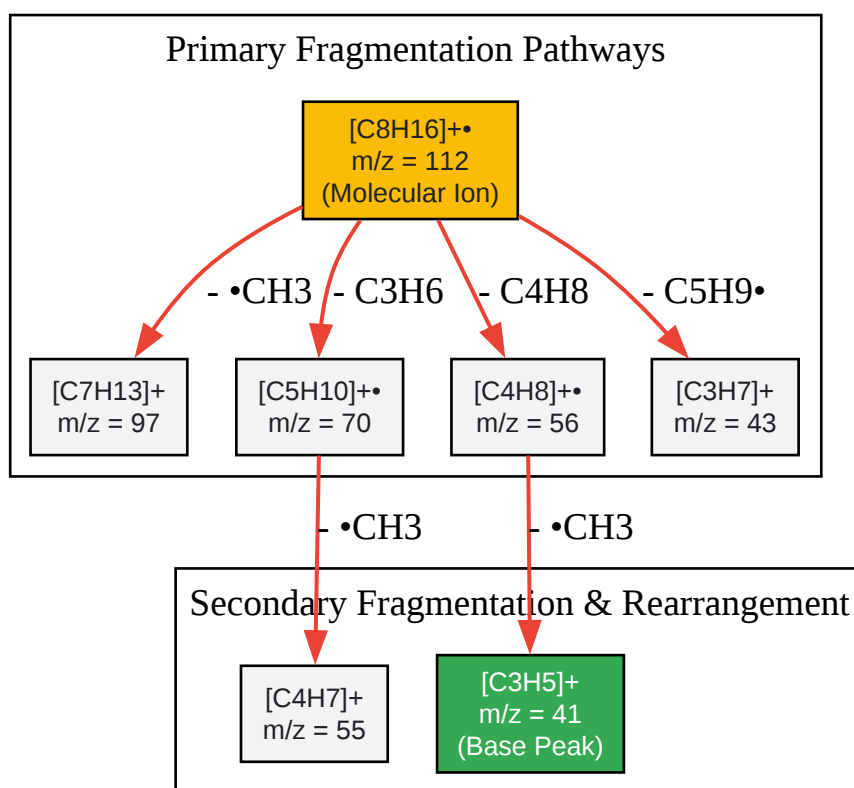 Primary Fragmentation Pathways
[C8H16]+•
m/z = 112
(Molecular Ion)
- •CH3
- C3H6
- C4H8
- C5H9•
[C7H13]+
m/z = 97
[C5H10]+•
m/z = 70
[C4H8]+•
m/z = 56
[C3H7]+
m/z = 43
- •CH3
- •CH3
Secondary Fragmentation & Rearrangement
[C4H7]+
m/z = 55
[C3H5]+
m/z = 41
(Base Peak)